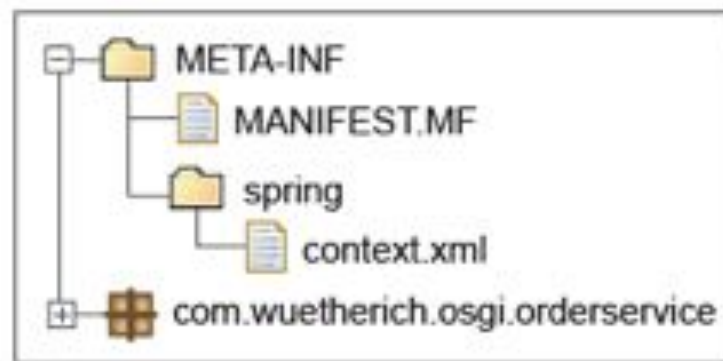 META-INF
MANIFEST.MF
spring
context.xml
com.wuetherich.osgi.orderservice